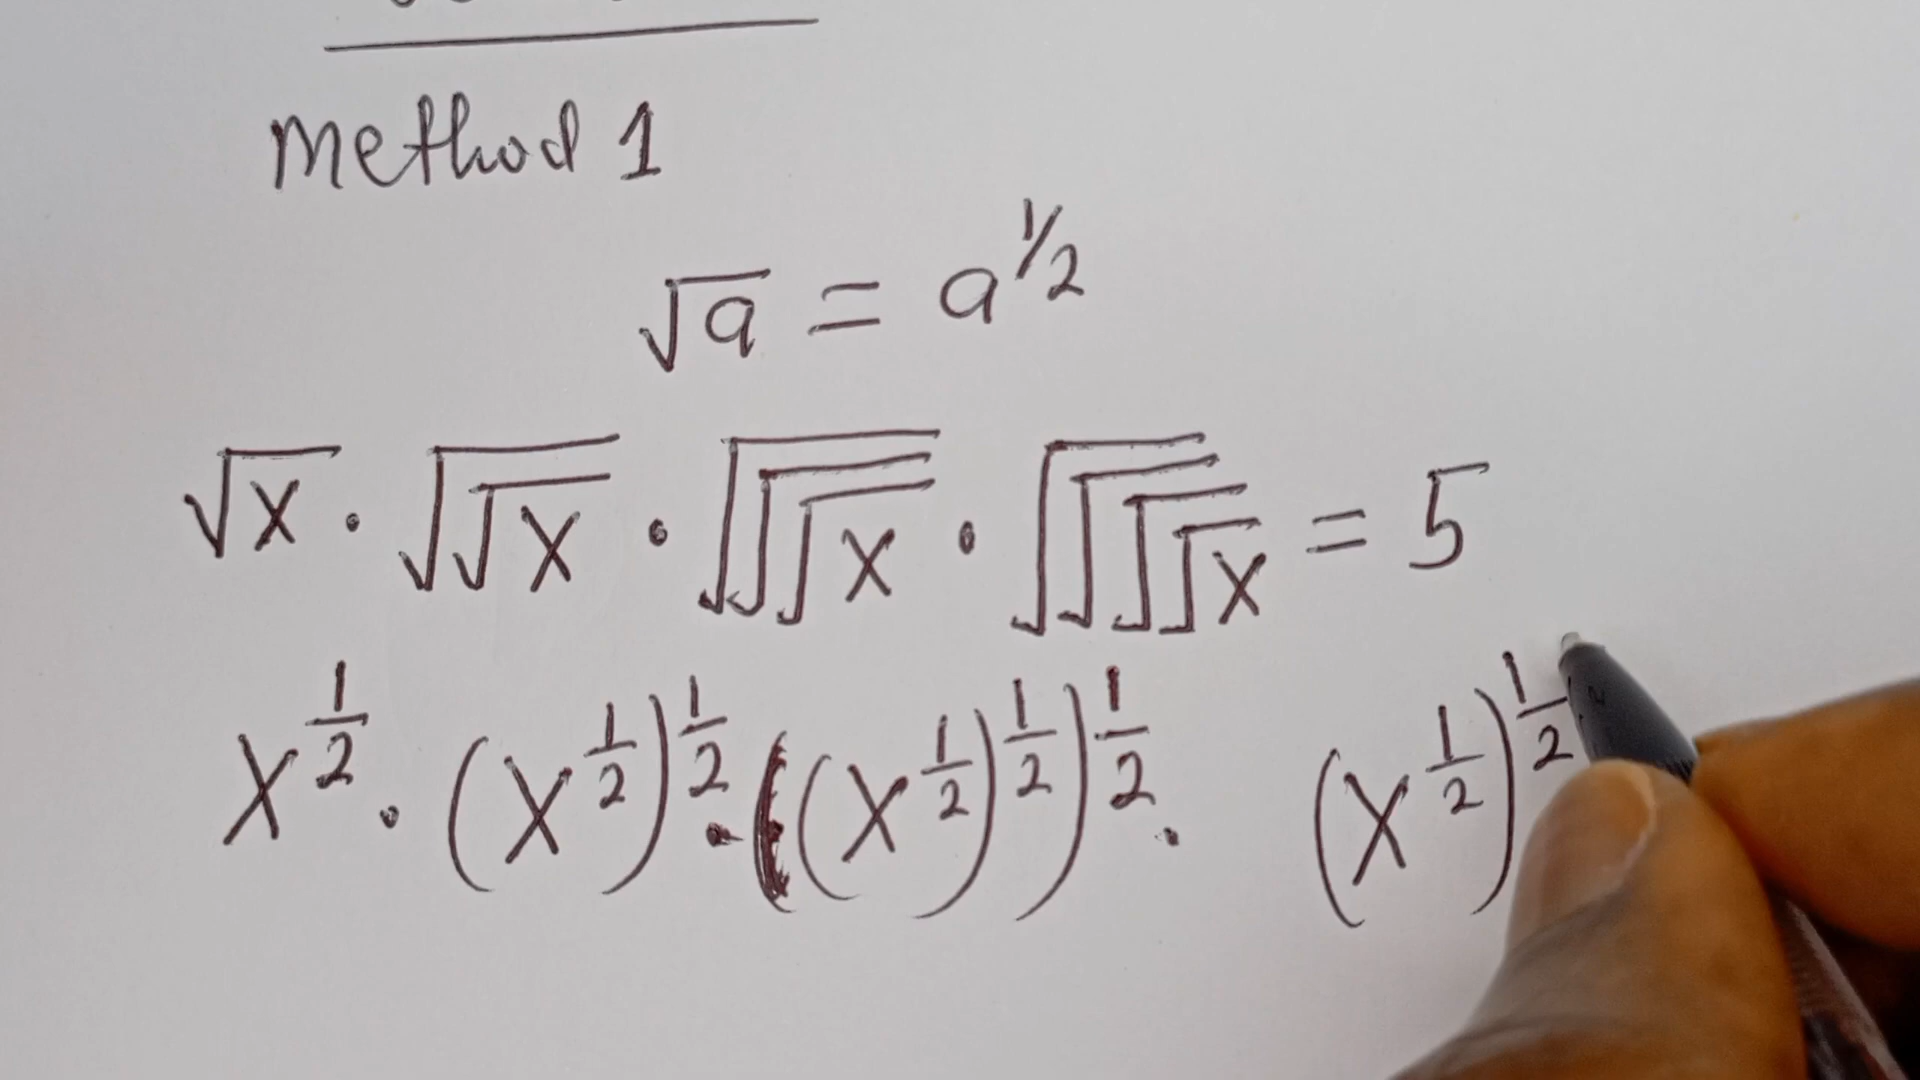 Method 1
√a = a^1/2
√x · √√x · √√√x · √√√√x = 5
x^1/2 · (x^1/2)^1/2 · ((x^1/2)^1/2)^1/2 · (x^1/2)^1/2